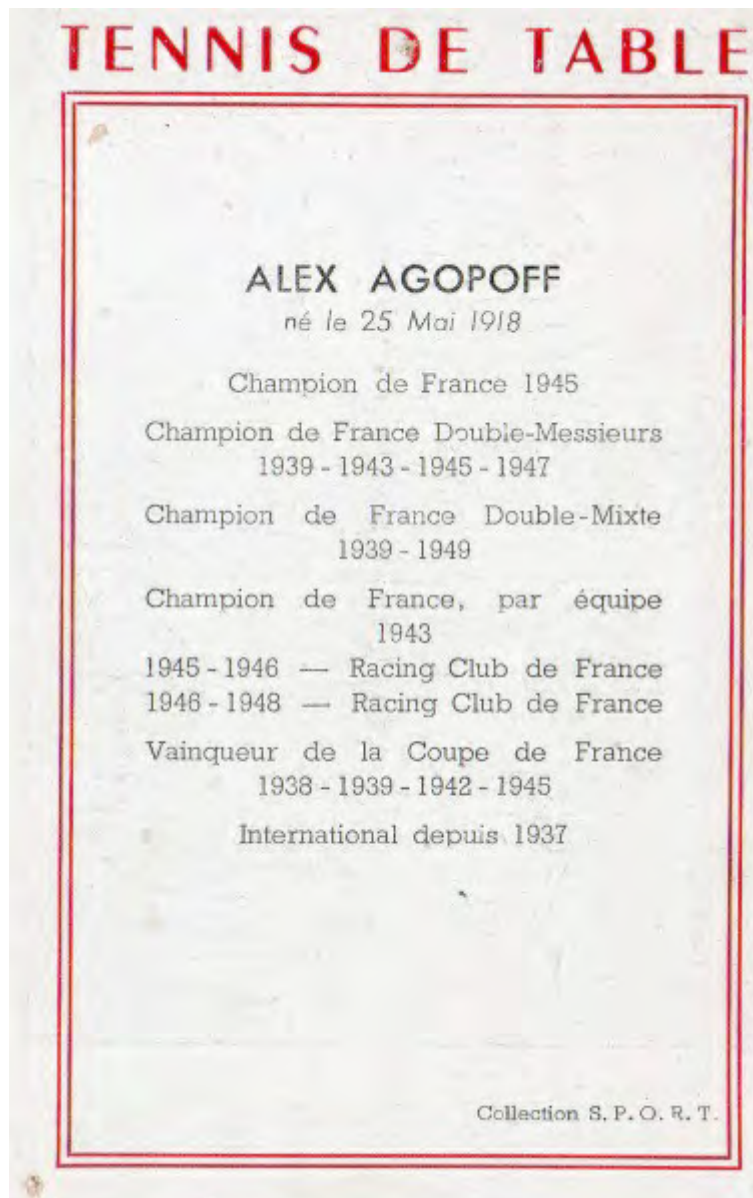 TENNIS DE TABLE
ALEX AGOPOFF
né le 25 Mai 1918
Champion de France 1945
Champion de France Double-Messieurs
1939 - 1943 - 1945 - 1947
Champion de France Double-Mixte
1939 - 1949
Champion de France, par équipe
1943
1945 - 1946 — Racing Club de France
1946 - 1948 — Racing Club de France
Vainqueur de la Coupe de France
1938 - 1939 - 1942 - 1945
International depuis 1937
Collection S. P. O. R. T.